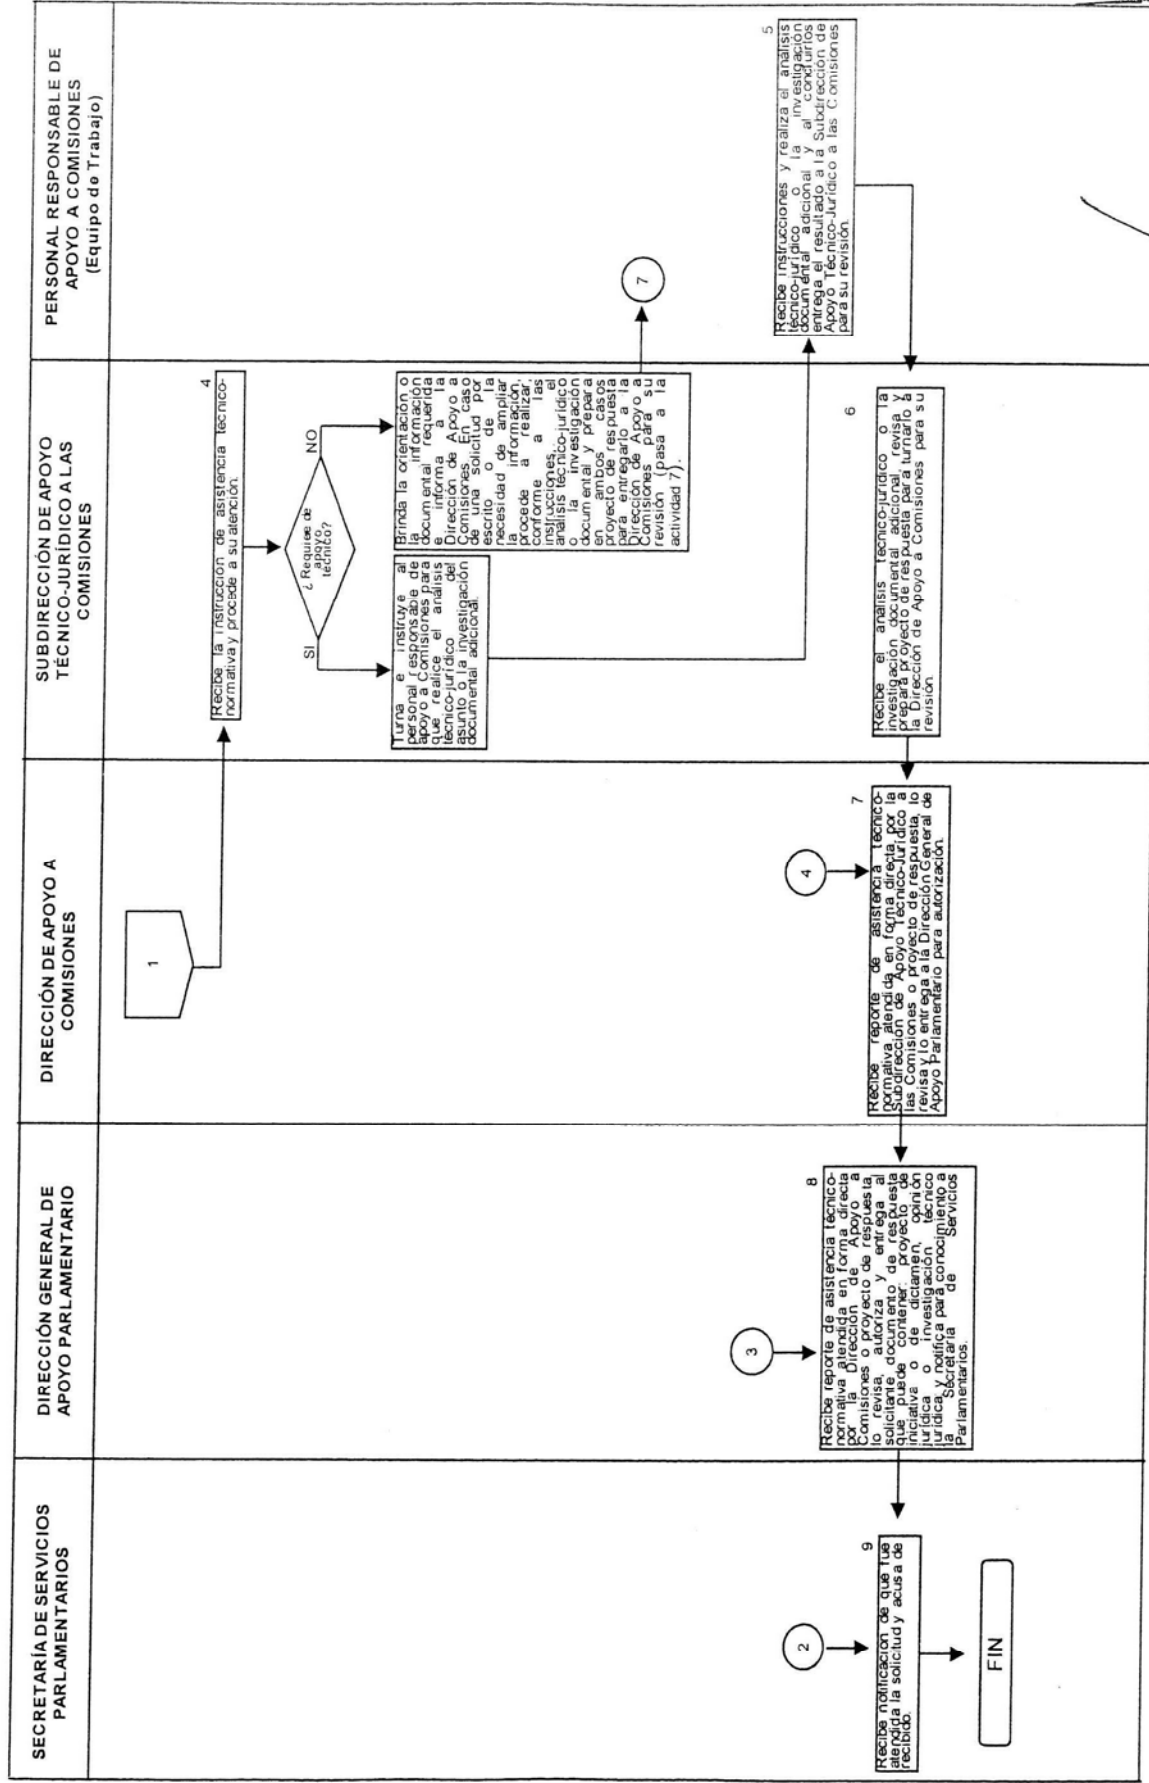 SECRETARÍA DE SERVICIOS
PARLAMENTARIOS
DIRECCIÓN GENERAL DE
APOYO PARLAMENTARIO
DIRECCIÓN DE APOYO A
COMISIONES
SUBDIRECCIÓN DE APOYO
TÉCNICO-JURÍDICO A LAS
COMISIONES
PERSONAL RESPONSABLE DE
APOYO A COMISIONES
(Equipo de Trabajo)
1
4
Recibe la instrucción de asistencia técnico-
normativa y procede a su atención.
¿Requiere de
apoyo
técnico?
SI
NO
Turna e instruye al
personal responsable de
apoyo a Comisiones para
que realice el análisis
técnico-jurídico del
asunto o la investigación
documental adicional.
Brinda la orientación o
la información
documental requerida
e informa a la
Dirección de Apoyo a
Comisiones. En caso
de una solicitud por
escrito o de la
necesidad de ampliar
la información,
procede a realizar,
conforme a las
instrucciones, el
análisis técnico-jurídico
o la investigación
documental y prepara
en ambos casos
proyecto de respuesta
para entregarlo a la
Dirección de Apoyo a
Comisiones para su
revisión (pasa a la
actividad 7).
7
5
Recibe instrucciones y realiza el análisis
técnico-jurídico o la investigación
documental adicional y al concluirlos
entrega el resultado a la Subdirección de
Apoyo Técnico-Jurídico a las Comisiones
para su revisión.
6
Recibe el análisis técnico-jurídico o la
investigación documental adicional, revisa y
prepara proyecto de respuesta para turnarlo a
la Dirección de Apoyo a Comisiones para su
revisión.
4
7
Recibe reporte de asistencia técnico-
normativa atendida en forma directa por la
Subdirección de Apoyo Técnico-Jurídico a
las Comisiones o proyecto de respuesta, lo
revisa y lo entrega a la Dirección General de
Apoyo Parlamentario para autorización.
3
8
Recibe reporte de asistencia técnico-
normativa atendida en forma directa
por la Dirección de Apoyo a
Comisiones o proyecto de respuesta,
lo revisa, autoriza y entrega al
solicitante documento de respuesta
que puede contener: proyecto de
iniciativa o de dictamen, opinión
jurídica o investigación técnico
jurídica y notifica para conocimiento a
la Secretaría de Servicios
Parlamentarios.
2
9
Recibe notificación de que fue
atendida la solicitud y acusa de
recibido.
FIN